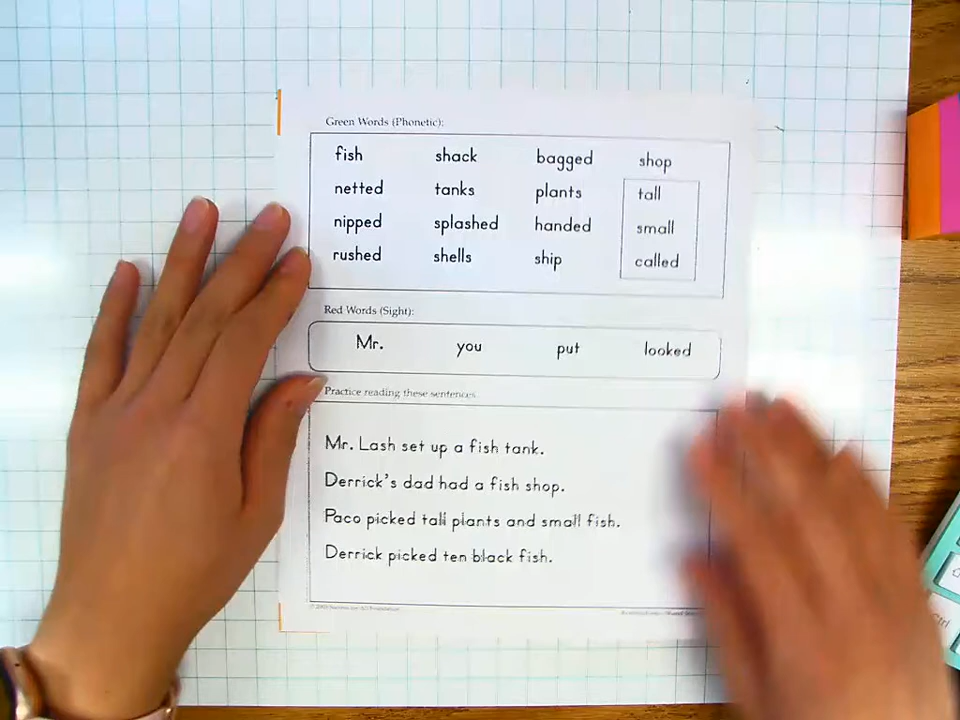 Green Words (Phonetic):
fish shack bagged shop
netted tanks plants tall
nipped splashed handed small
rushed shells ship called
Red Words (Sight):
Mr. you put looked
Practice reading these sentences.
Mr. Lash set up a fish tank.
Derrick's dad had a fish shop.
Paco picked tall plants and small fish.
Derrick picked ten black fish.